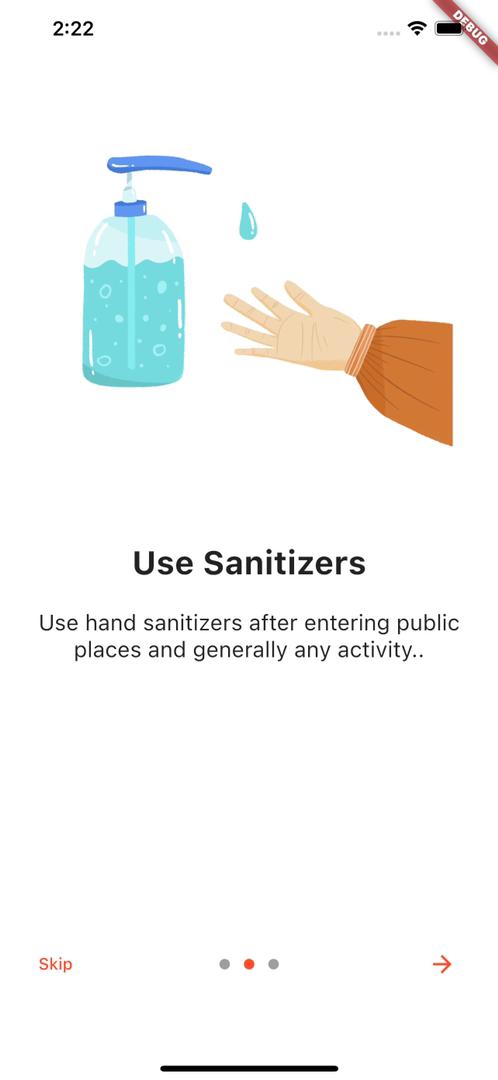 2:22
DEBUG
Use Sanitizers
Use hand sanitizers after entering public
places and generally any activity..
Skip